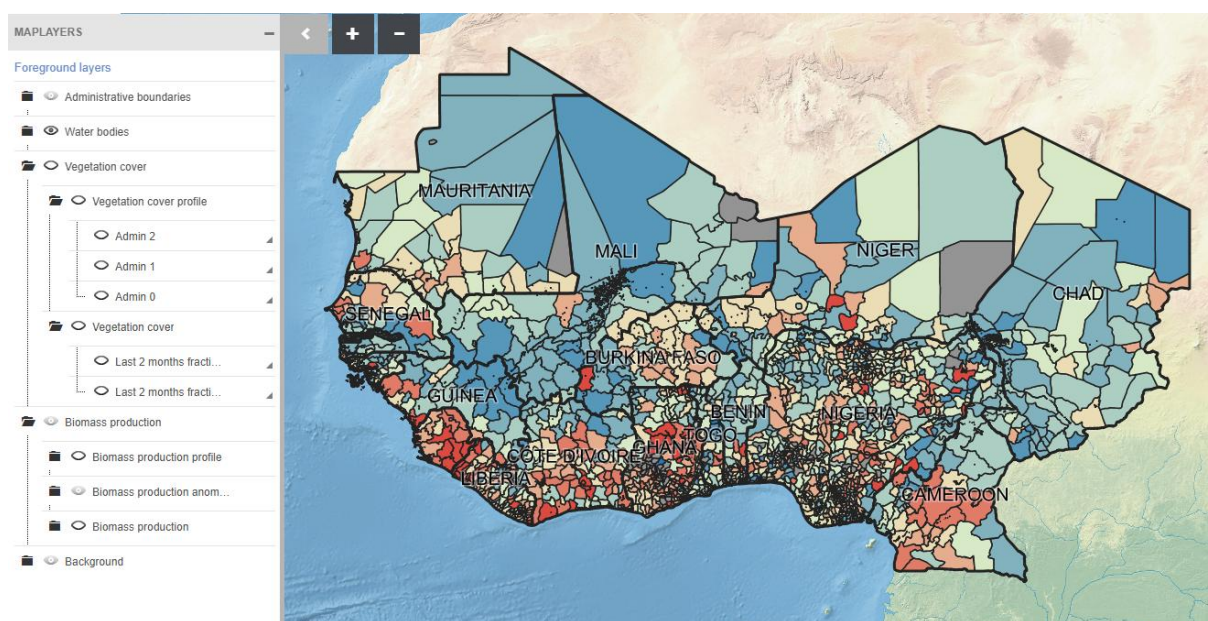 MAPLAYERS
Foreground layers
Administrative boundaries
Water bodies
Vegetation cover
Vegetation cover profile
Admin 2
Admin 1
Admin 0
Vegetation cover
Last 2 months fracti...
Last 2 months fracti...
Biomass production
Biomass production profile
Biomass production anom...
Biomass production
Background
MAURITANIA
MALI
NIGER
CHAD
SENEGAL
BURKINA FASO
GUINEA
BENIN
NIGERIA
TOGO
GHANA
CÔTE D'IVOIRE
LIBERIA
CAMEROON